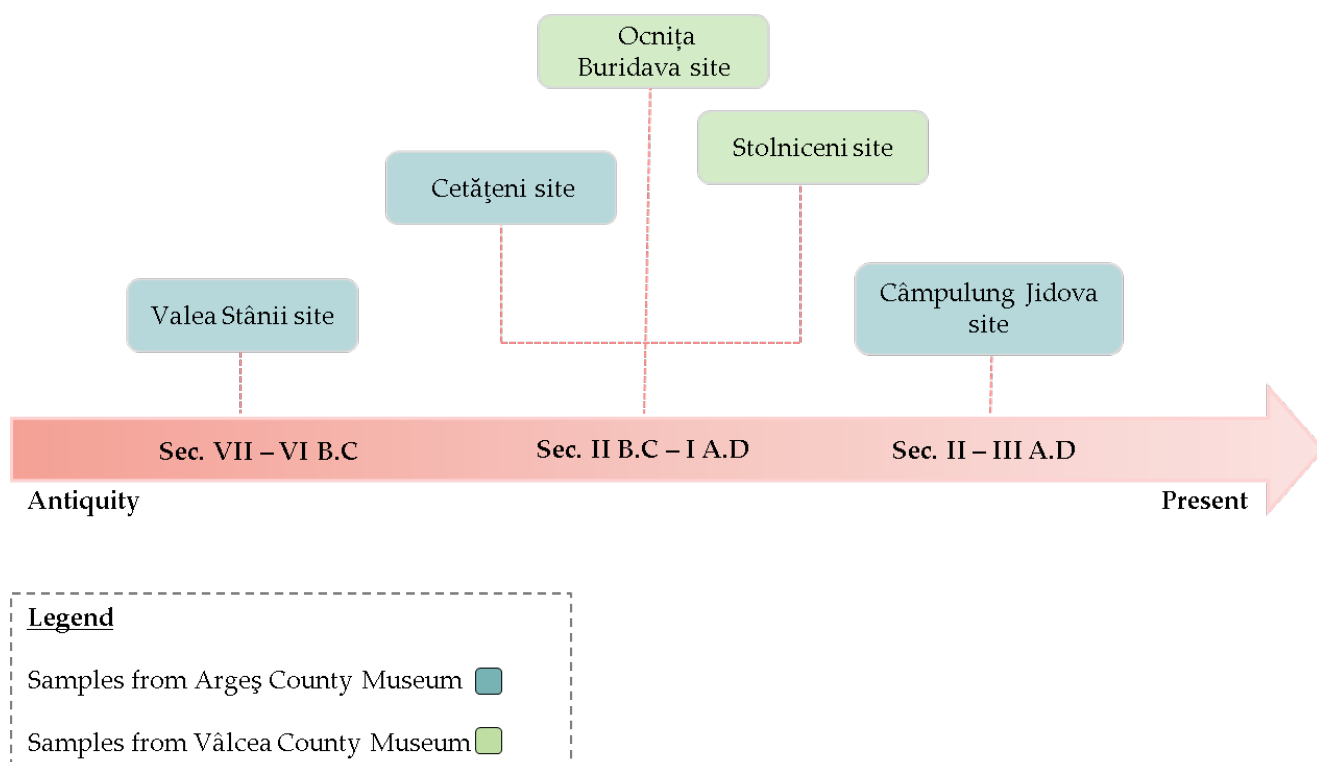 Ocnița
Buridava site
Stolniceni site
Cetăţeni site
Câmpulung Jidova
site
Valea Stânii site
Sec. VII – VI B.C
Sec. II B.C – I A.D
Sec. II – III A.D
Antiquity
Present
Legend
Samples from Argeş County Museum
Samples from Vâlcea County Museum